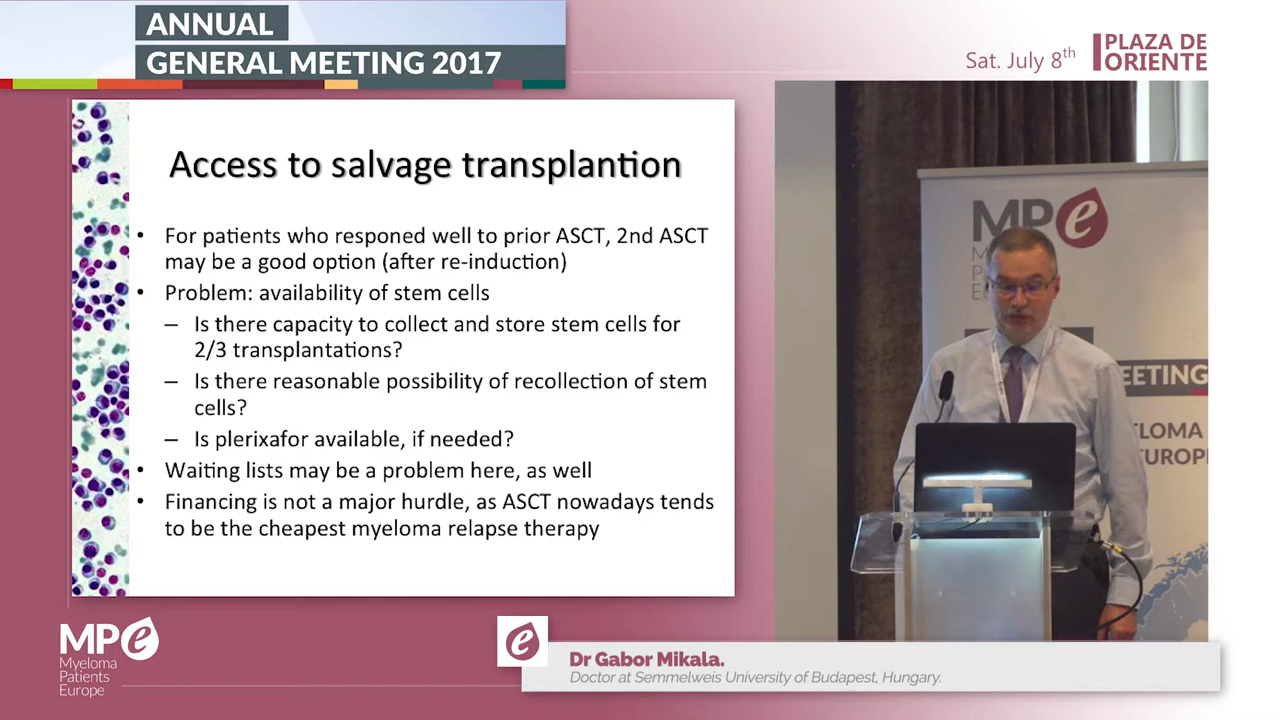 ANNUAL
GENERAL MEETING 2017
Sat. July 8th
PLAZA DE
ORIENTE
Access to salvage transplantion
• For patients who responed well to prior ASCT, 2nd ASCT
may be a good option (after re-induction)
• Problem: availability of stem cells
– Is there capacity to collect and store stem cells for
2/3 transplantations?
– Is there reasonable possibility of recollection of stem
cells?
– Is plerixafor available, if needed?
• Waiting lists may be a problem here, as well
• Financing is not a major hurdle, as ASCT nowadays tends
to be the cheapest myeloma relapse therapy
MPe
EETING
ELOMA
EUROP
MPe
Myeloma
Patients
Europe
e
Dr Gabor Mikala.
Doctor at Semmelweis University of Budapest, Hungary.